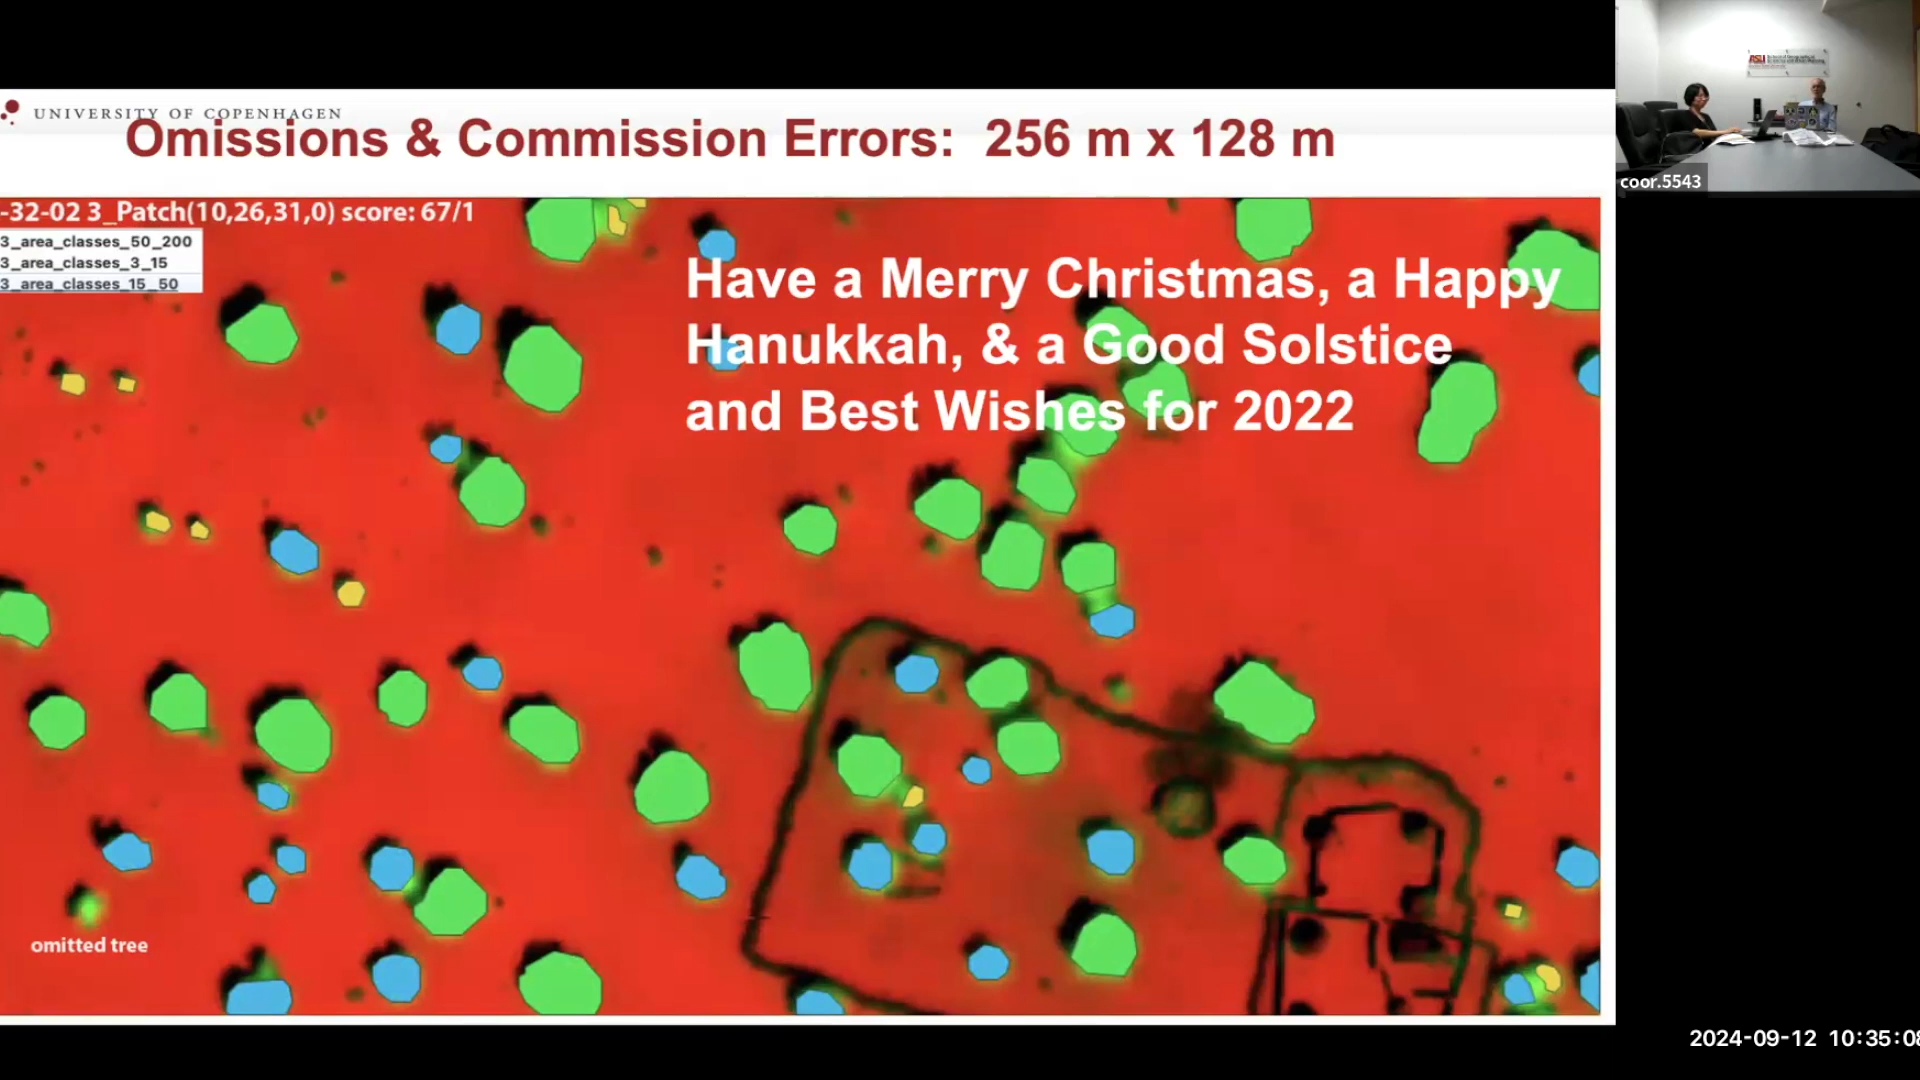 UNIVERSITY OF COPENHAGEN
Omissions & Commission Errors: 256 m x 128 m
-32-02 3_Patch(10,26,31,0) score: 67/1
3_area_classes_50_200
3_area_classes_3_15
3_area_classes_15_50
Have a Merry Christmas, a Happy
Hanukkah, & a Good Solstice
and Best Wishes for 2022
omitted tree
ASU
coor.5543
2024-09-12 10:35:08